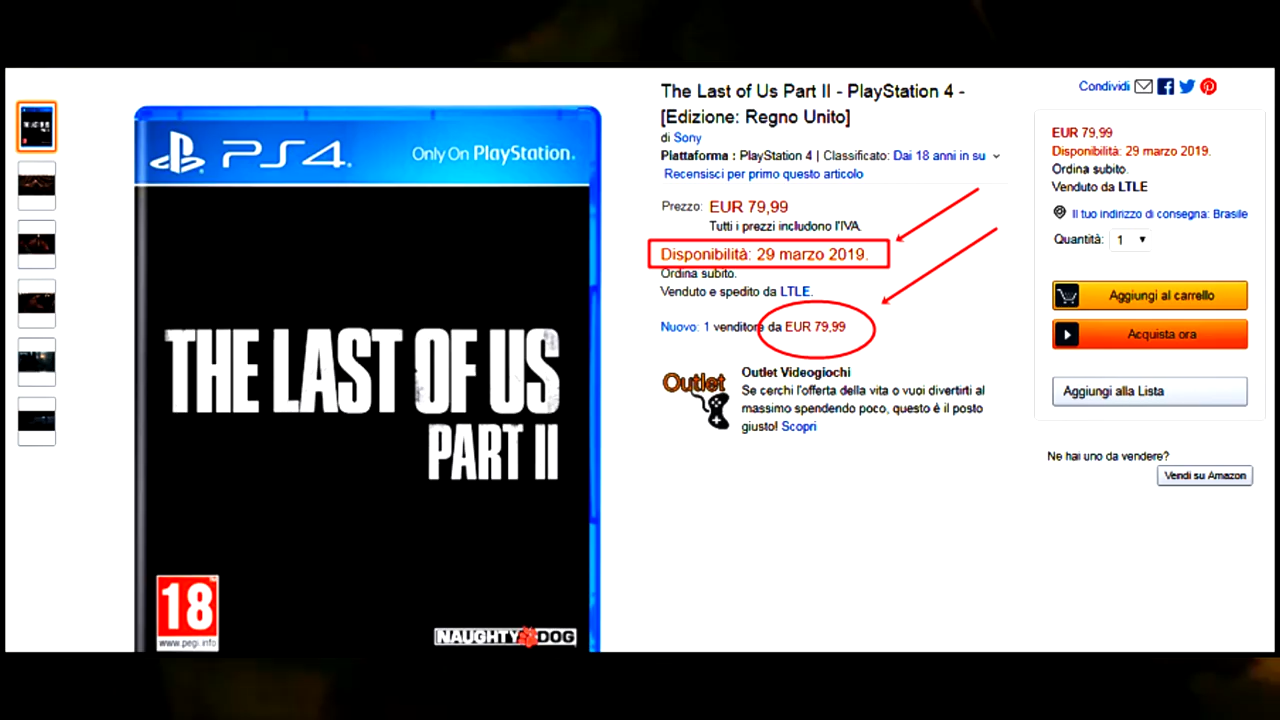 PS4
Only On PlayStation.
THE LAST OF US
PART II
18
www.pegi.info
NAUGHTY DOG
The Last of Us Part II - PlayStation 4 -
[Edizione: Regno Unito]
di Sony
Piattaforma : PlayStation 4 | Classificato: Dai 18 anni in su
Recensisci per primo questo articolo
Prezzo: EUR 79,99
Tutti i prezzi includono l'IVA.
Disponibilità: 29 marzo 2019.
Ordina subito.
Venduto e spedito da LTLE.
Nuovo: 1 venditore da EUR 79,99
Outlet
Outlet Videogiochi
Se cerchi l'offerta della vita o vuoi divertirti al
massimo spendendo poco, questo è il posto
giusto! Scopri
Condividi
EUR 79,99
Disponibilità: 29 marzo 2019.
Ordina subito.
Venduto da LTLE
Il tuo indirizzo di consegna: Brasile
Quantità: 1
Aggiungi al carrello
Acquista ora
Aggiungi alla Lista
Ne hai uno da vendere?
Vendi su Amazon